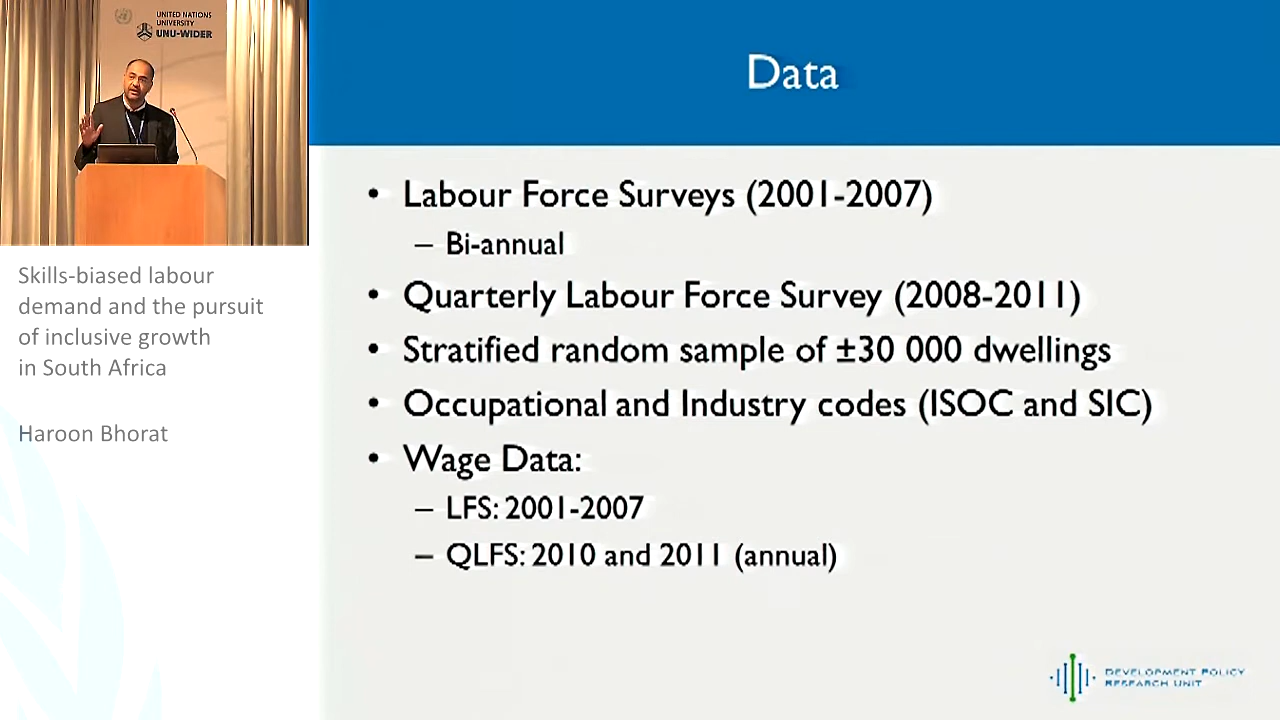 UNITED NATIONS
UNIVERSITY
UNU-WIDER
Skills-biased labour
demand and the pursuit
of inclusive growth
in South Africa
Haroon Bhorat
Data
• Labour Force Surveys (2001-2007)
– Bi-annual
• Quarterly Labour Force Survey (2008-2011)
• Stratified random sample of ±30 000 dwellings
• Occupational and Industry codes (ISOC and SIC)
• Wage Data:
– LFS: 2001-2007
– QLFS: 2010 and 2011 (annual)
DEVELOPMENT POLICY
RESEARCH UNIT